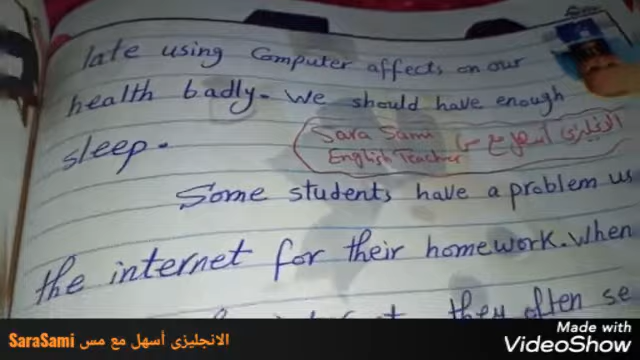 late using Computer affects on our
health badly. We should have enough
sleep.
Sara Sami الانجليزى أسهل مع مس
English Teacher
Some students have a problem us
the internet for their homework. When
they often se
SaraSami الانجليزى أسهل مع مس
Made with
VideoShow